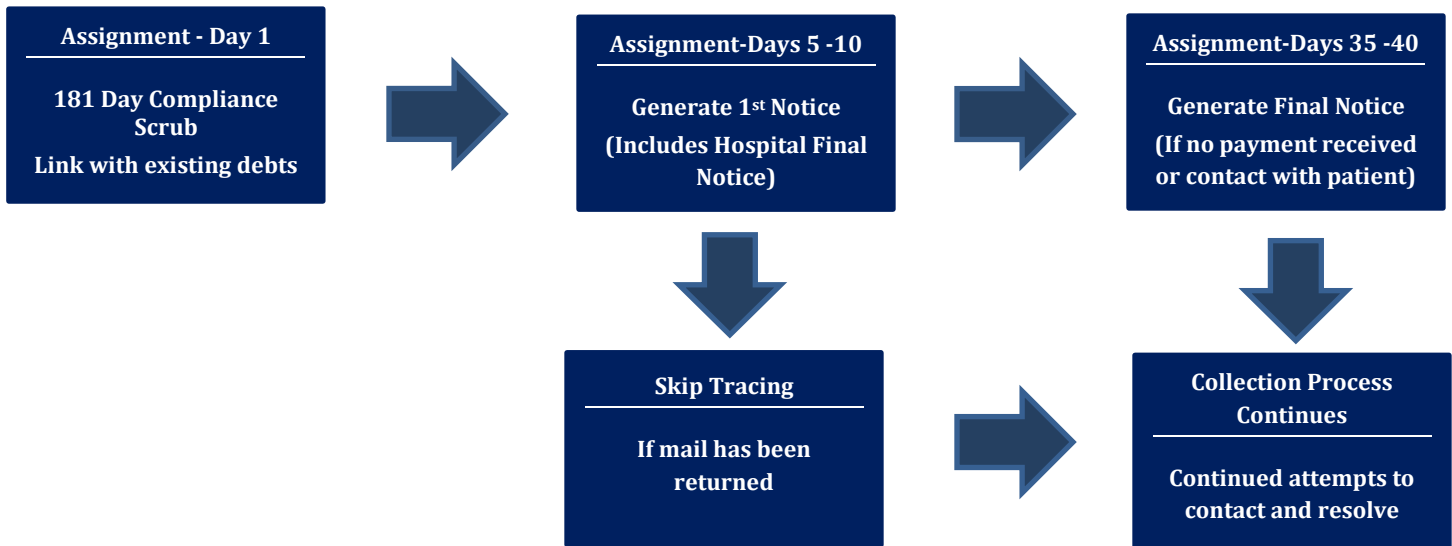 Assignment - Day 1
181 Day Compliance
Scrub
Link with existing debts
Assignment-Days 5 -10
Generate 1st Notice
(Includes Hospital Final
Notice)
Assignment-Days 35 -40
Generate Final Notice
(If no payment received
or contact with patient)
Skip Tracing
If mail has been
returned
Collection Process
Continues
Continued attempts to
contact and resolve